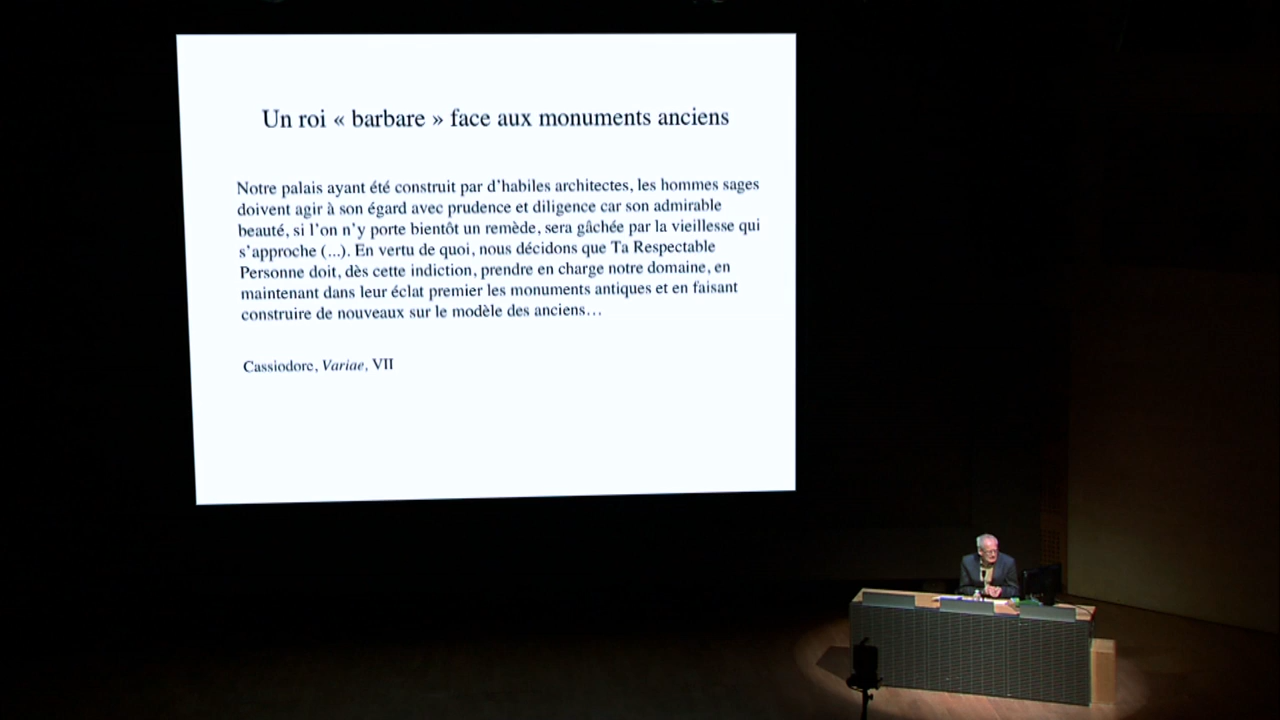 Un roi « barbare » face aux monuments anciens
Notre palais ayant été construit par d'habiles architectes, les hommes sages
doivent agir à son égard avec prudence et diligence car son admirable
beauté, si l'on n'y porte bientôt un remède, sera gâchée par la vieillesse qui
s'approche (...). En vertu de quoi, nous décidons que Ta Respectable
Personne doit, dès cette indiction, prendre en charge notre domaine, en
maintenant dans leur éclat premier les monuments antiques et en faisant
construire de nouveaux sur le modèle des anciens…
Cassiodore, Variae, VII